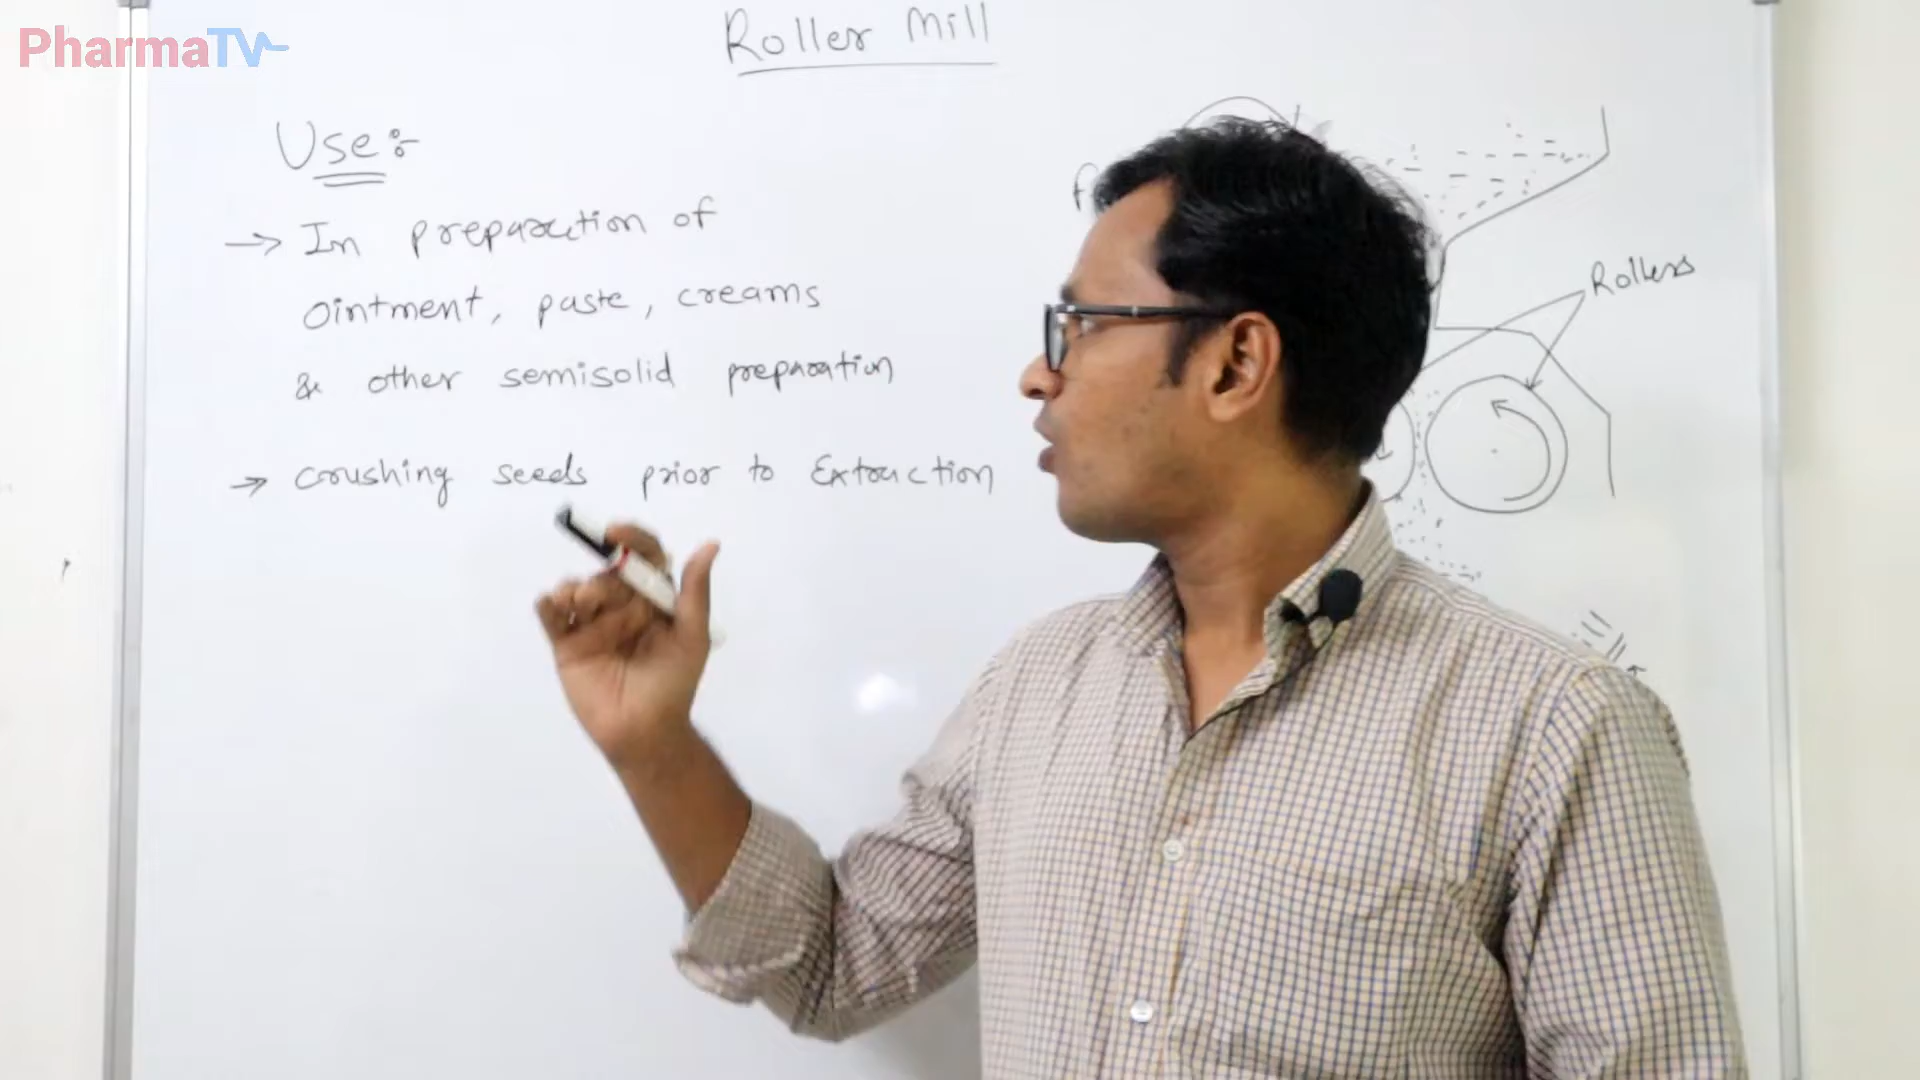 PharmaTV
Roller Mill
Use:-
→ In preparation of
Ointment, paste, creams
& other semisolid preparation
→ Crushing seeds prior to Extraction
Rollers